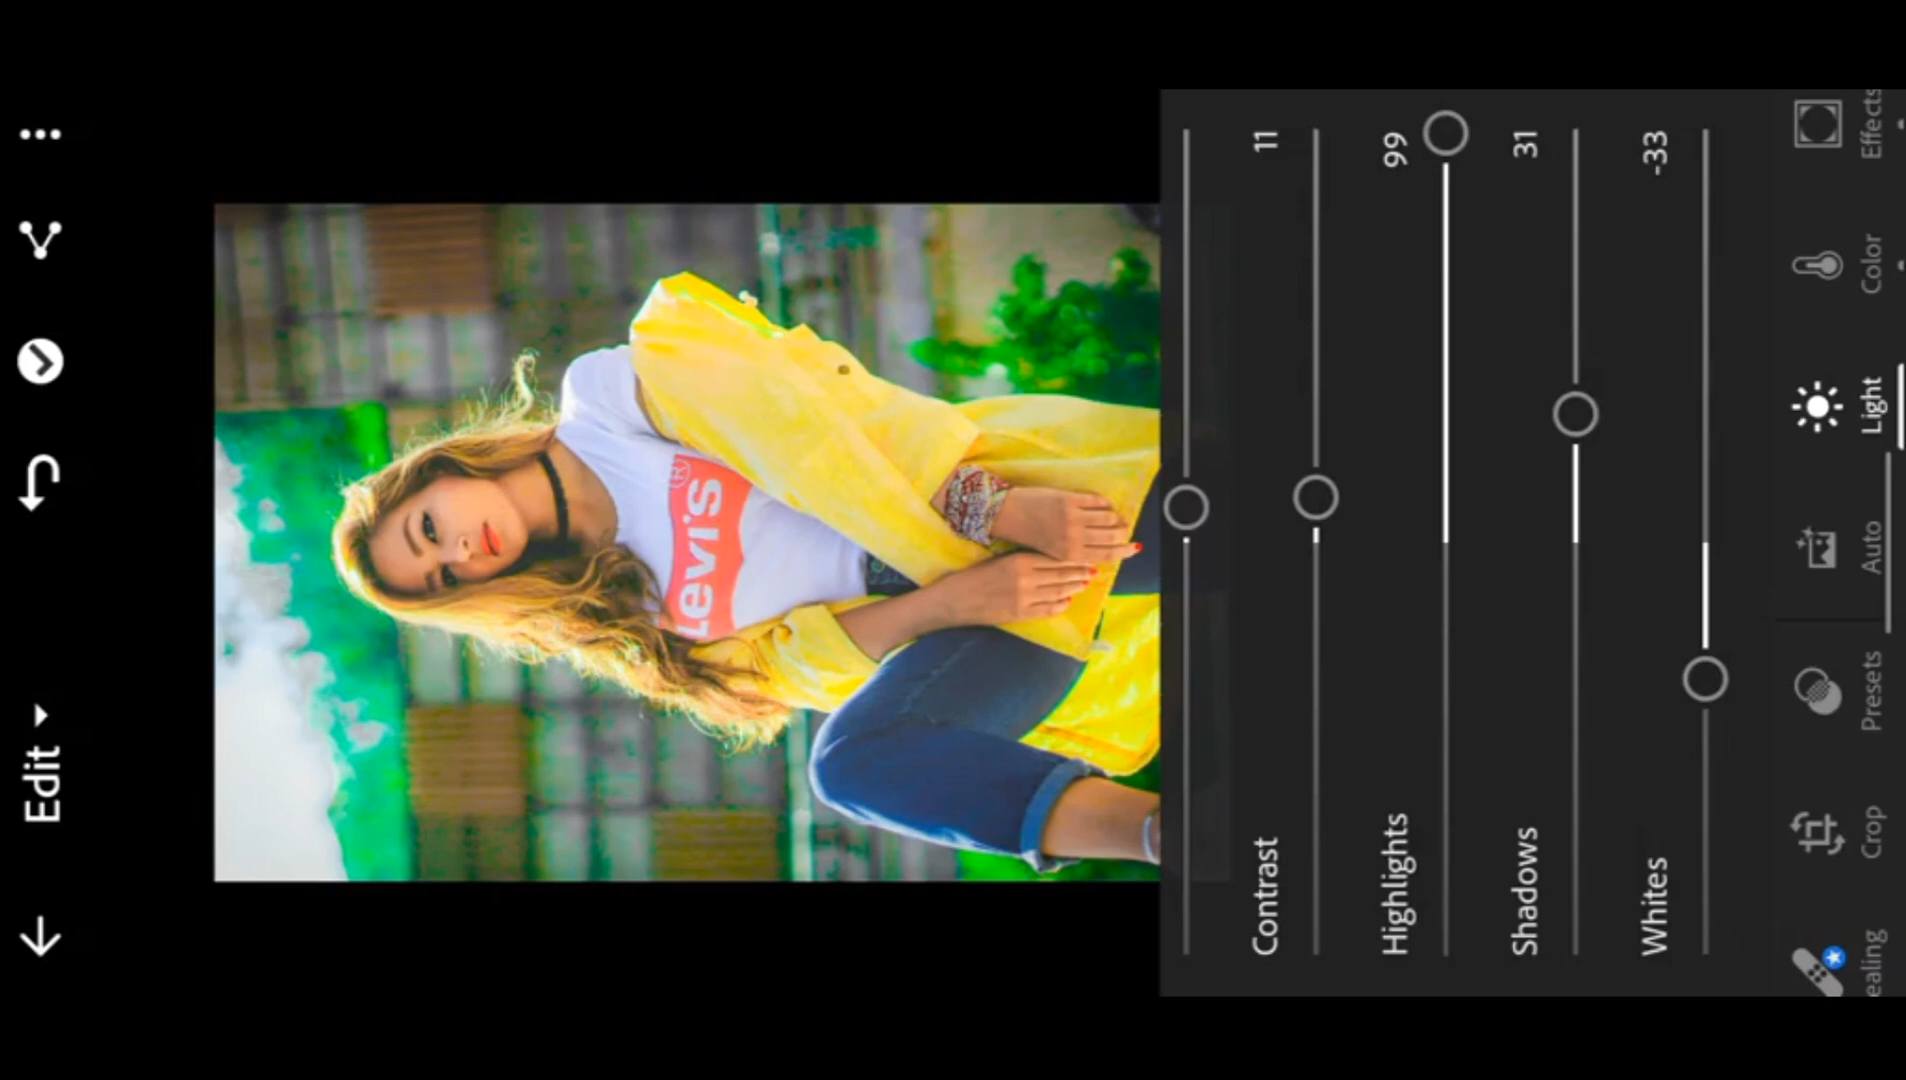 Edit
Levi's
®
Contrast 11
Highlights 99
Shadows 31
Whites -33
ealing
Crop
Presets
Auto
Light
Color
Effects